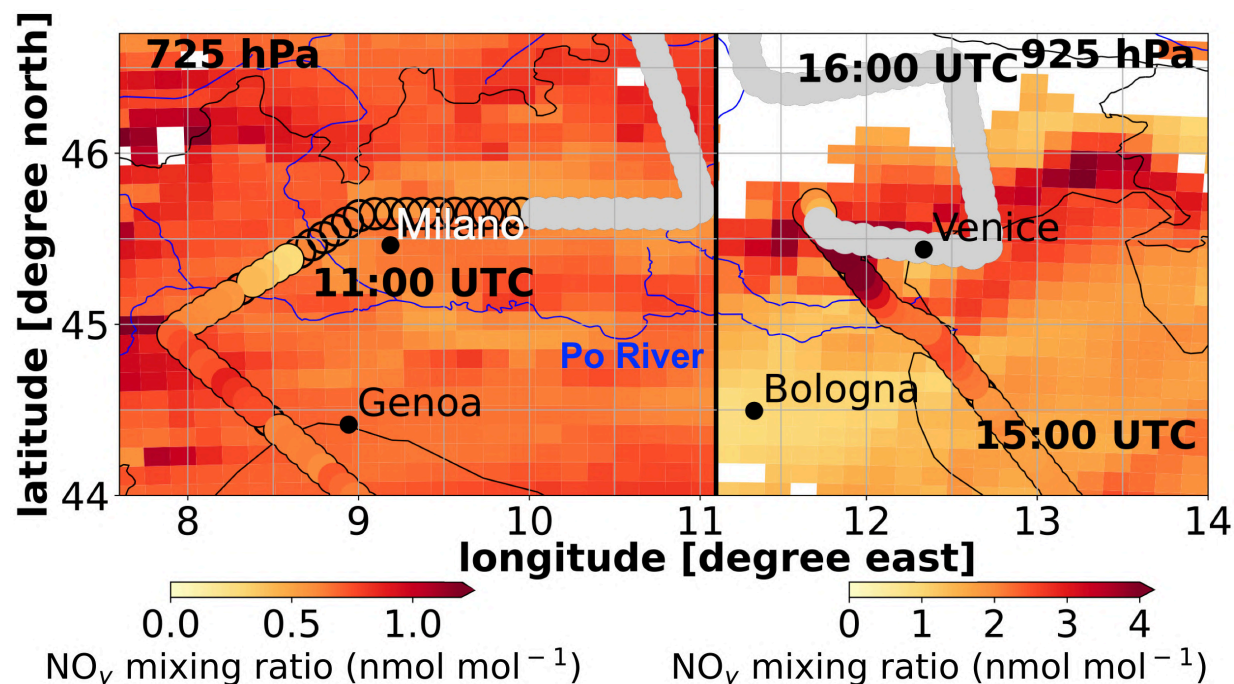 725 hPa
925 hPa
16:00 UTC
latitude [degree north]
46
45
44
Milano
Venice
11:00 UTC
Po River
Bologna
Genoa
15:00 UTC
8 9 10 11 12 13 14
longitude [degree east]
0.0 0.5 1.0
NOy mixing ratio (nmol mol⁻¹)
0 1 2 3 4
NOy mixing ratio (nmol mol⁻¹)